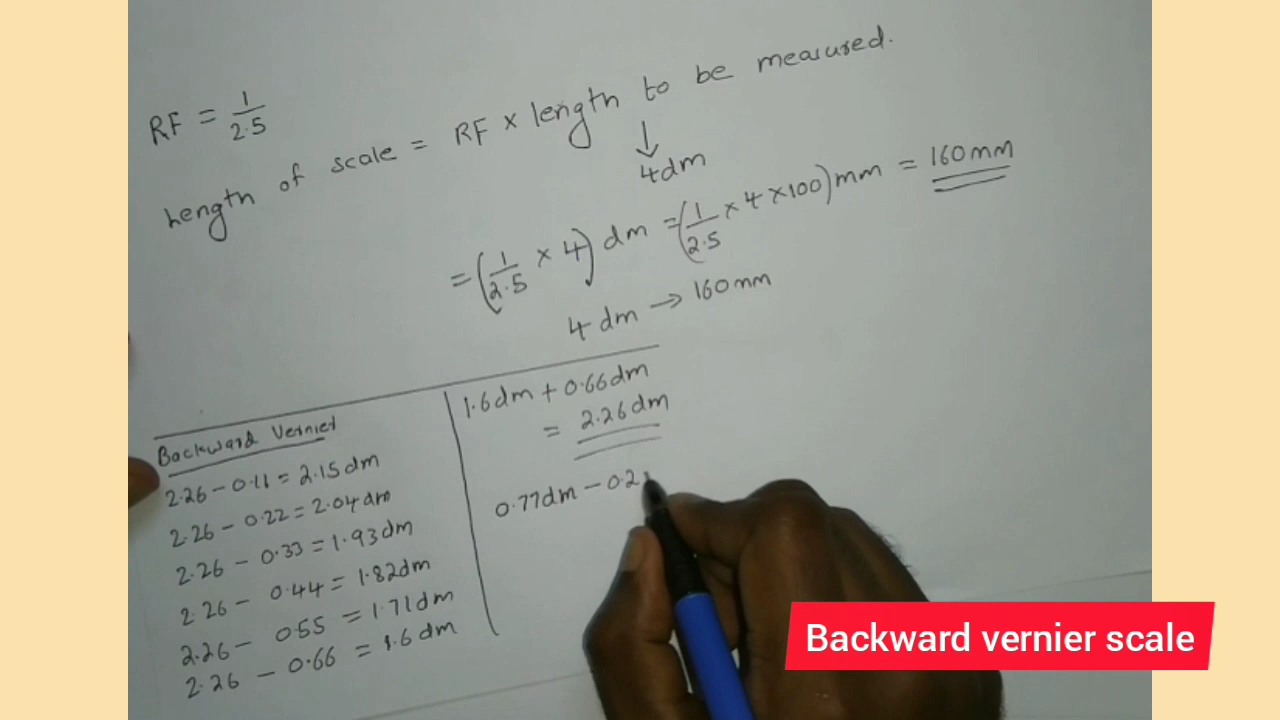 RF = 1/2.5
Length of scale = RF × length to be measured.
↓
4dm
= (1/2.5 × 4) dm = (1/2.5 × 4 × 100) mm = 160mm
4 dm → 160mm
Backward Vernier
2.26 - 0.11 = 2.15dm
2.26 - 0.22 = 2.04dm
2.26 - 0.33 = 1.93dm
2.26 - 0.44 = 1.82dm
2.26 - 0.55 = 1.71dm
2.26 - 0.66 = 1.6dm
1.6dm + 0.66dm
= 2.26dm
0.77dm - 0.2
Backward vernier scale